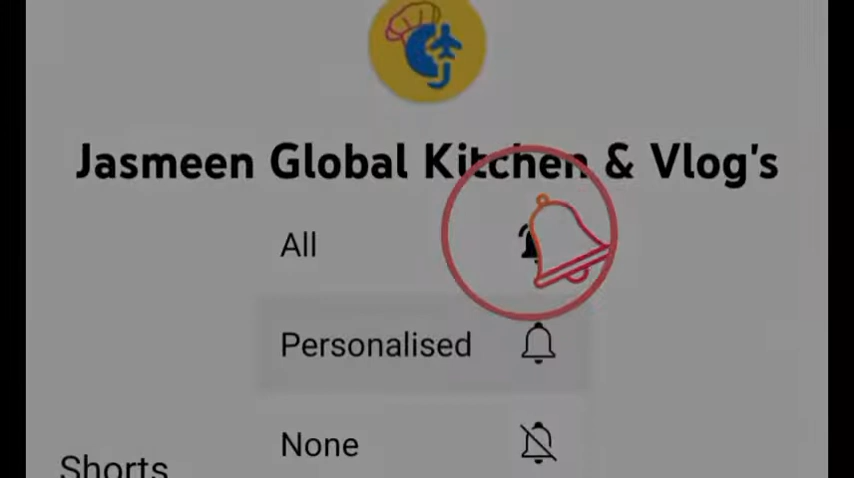 Jasmeen Global Kitchen & Vlog's
All
Personalised
None
Shorts